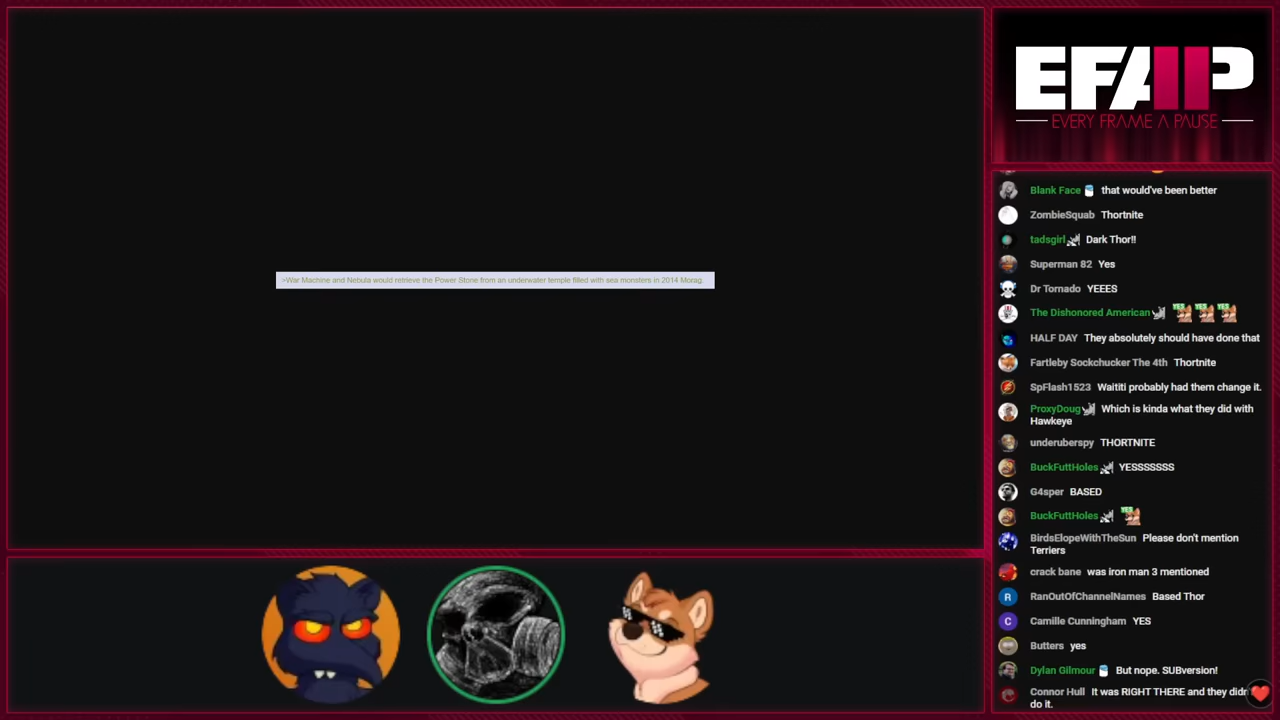 EFAP
EVERY FRAME A PAUSE
>War Machine and Nebula would retrieve the Power Stone from an underwater temple filled with sea monsters in 2014 Morag.
Blank Face that would've been better
ZombieSquab Thortnite
tadsgirl Dark Thor!!
Superman 82 Yes
Dr Tornado YEEES
The Dishonored American YES YES YES
HALF DAY They absolutely should have done that
Fartleby Sockchucker The 4th Thortnite
SpFlash1523 Waititi probably had them change it.
ProxyDoug Which is kinda what they did with
Hawkeye
underuberspy THORTNITE
BuckFuttHoles YESSSSSSS
G4sper BASED
BuckFuttHoles YES
BirdsElopeWithTheSun Please don't mention
Terriers
crack bane was iron man 3 mentioned
R RanOutOfChannelNames Based Thor
C Camille Cunningham YES
Butters yes
Dylan Gilmour But nope. SUBversion!
Connor Hull It was RIGHT THERE and they
do it.